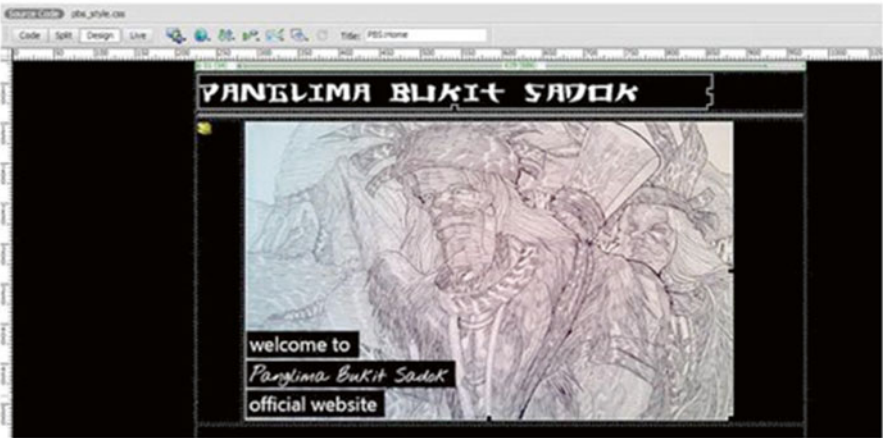 Source Code pbs_style.css
Code Split Design Live Title: PBS:Home
PANGLIMA BUKIT SADOK
welcome to
Panglima Bukit Sadok
official website